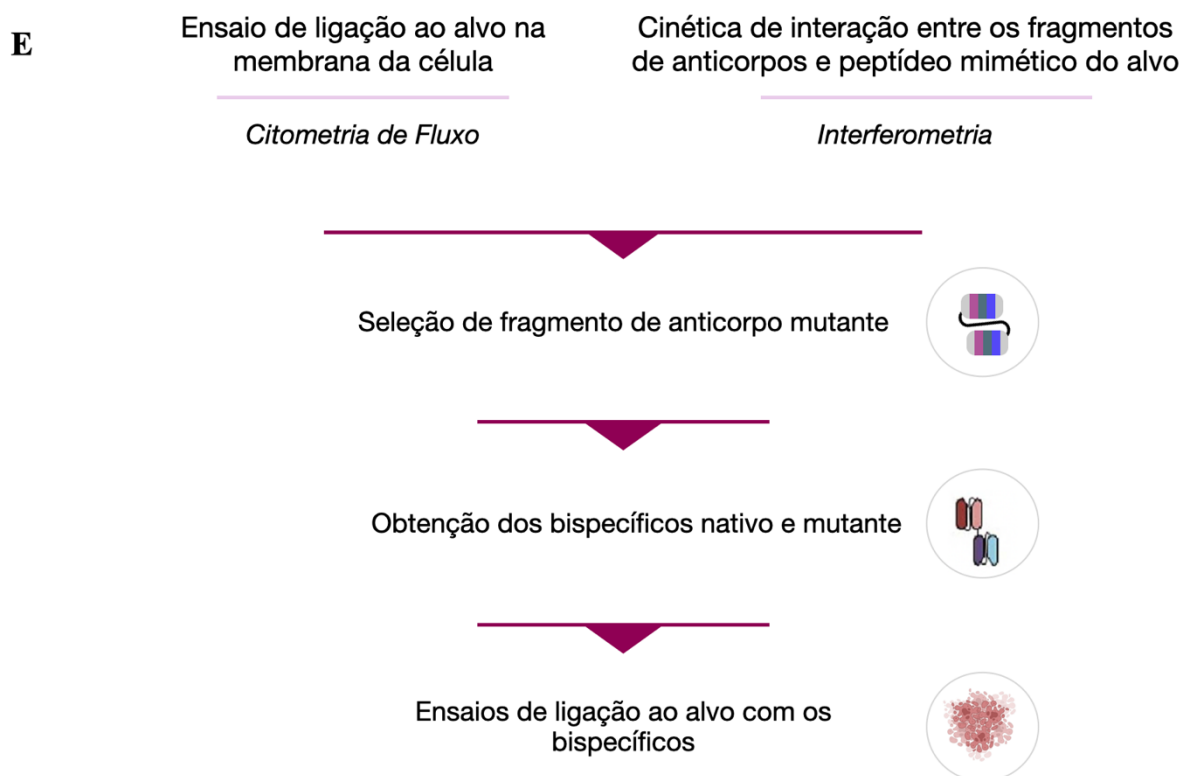 E
Ensaio de ligação ao alvo na
membrana da célula
Citometria de Fluxo
Cinética de interação entre os fragmentos
de anticorpos e peptídeo mimético do alvo
Interferometria
Seleção de fragmento de anticorpo mutante
Obtenção dos bispecíficos nativo e mutante
Ensaios de ligação ao alvo com os
bispecíficos